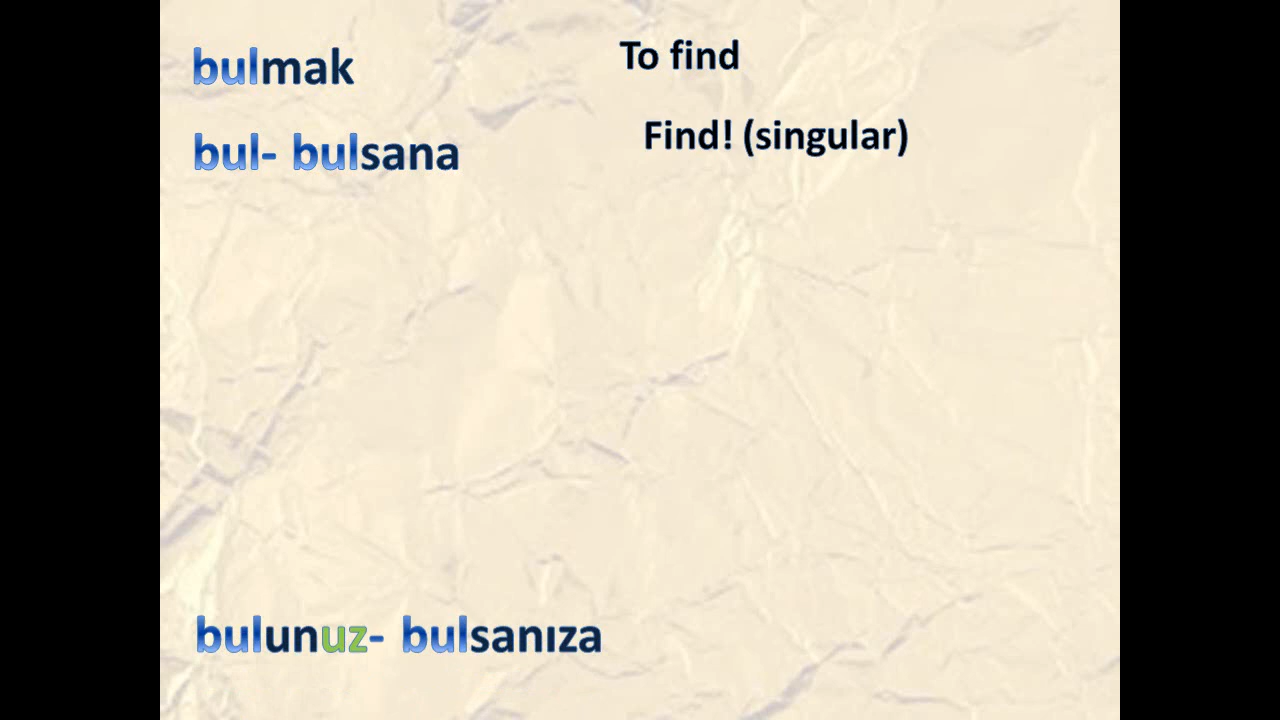 bulmak
To find
bul- bulsana
Find! (singular)
bulunuz- bulsanıza